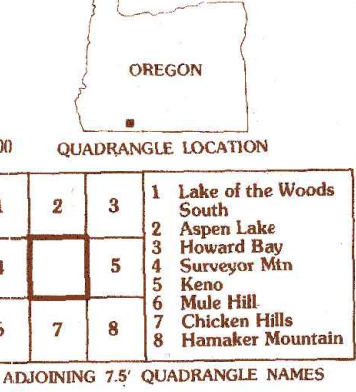 OREGON
QUADRANGLE LOCATION
2 3
5
7 8
1 Lake of the Woods
South
2 Aspen Lake
3 Howard Bay
4 Surveyor Mtn
5 Keno
6 Mule Hill
7 Chicken Hills
8 Hamaker Mountain
ADJOINING 7.5' QUADRANGLE NAMES